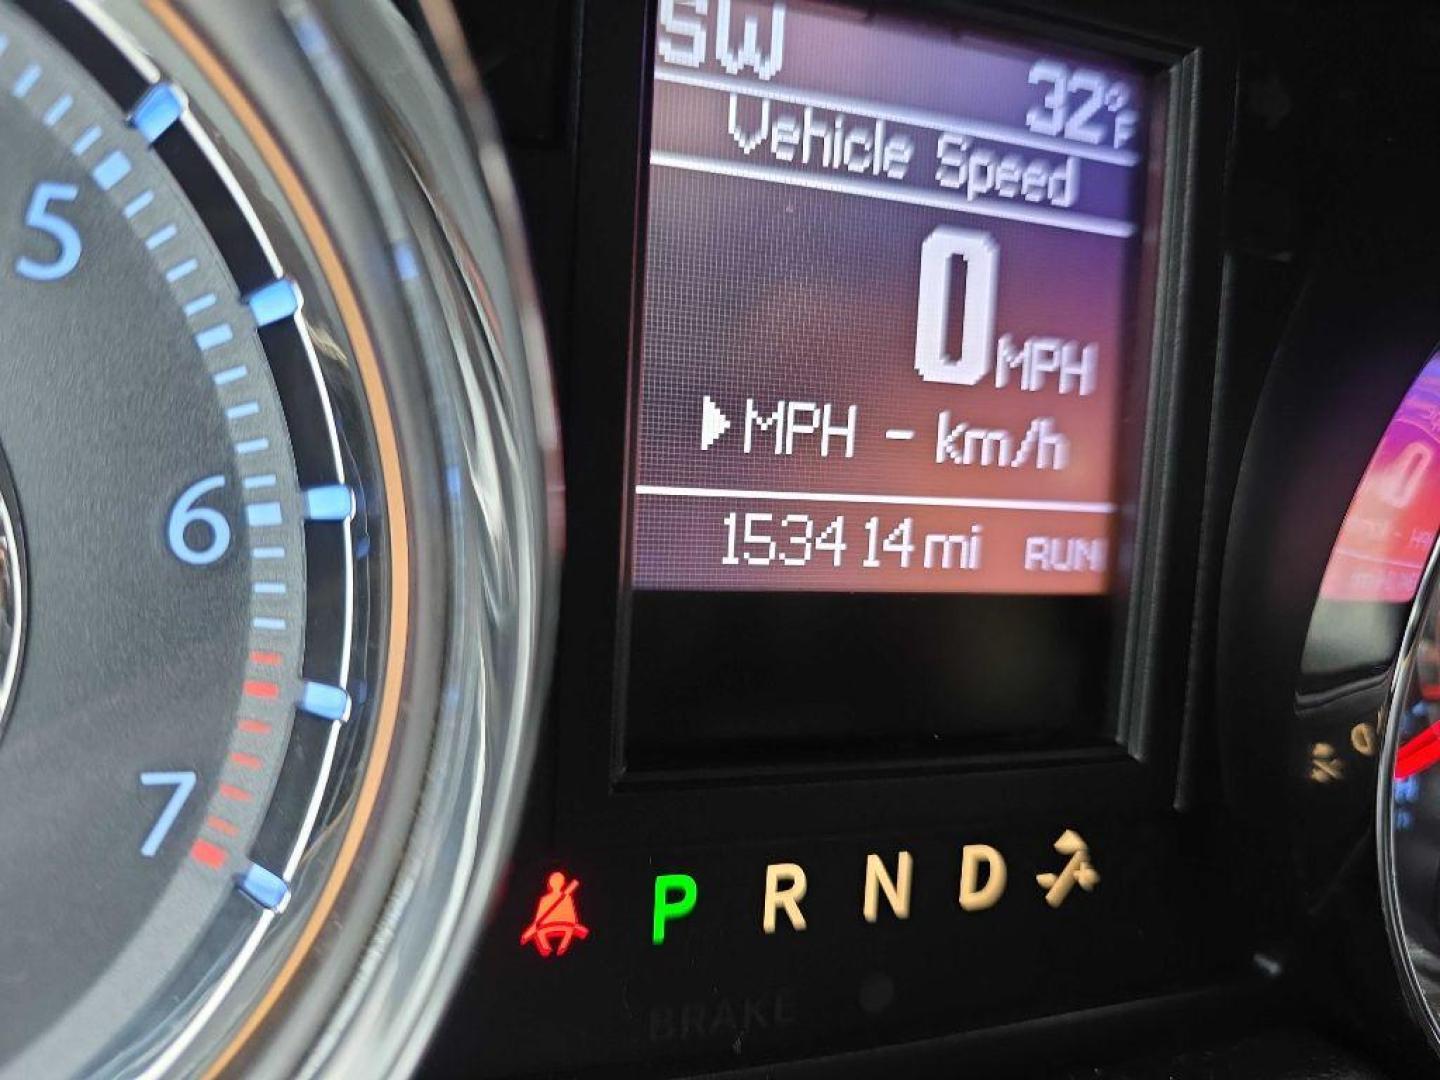 SW
32°F
Vehicle Speed
0 MPH
MPH - km/h
153414 mi RUN
5
6
7
P R N D
BRAKE